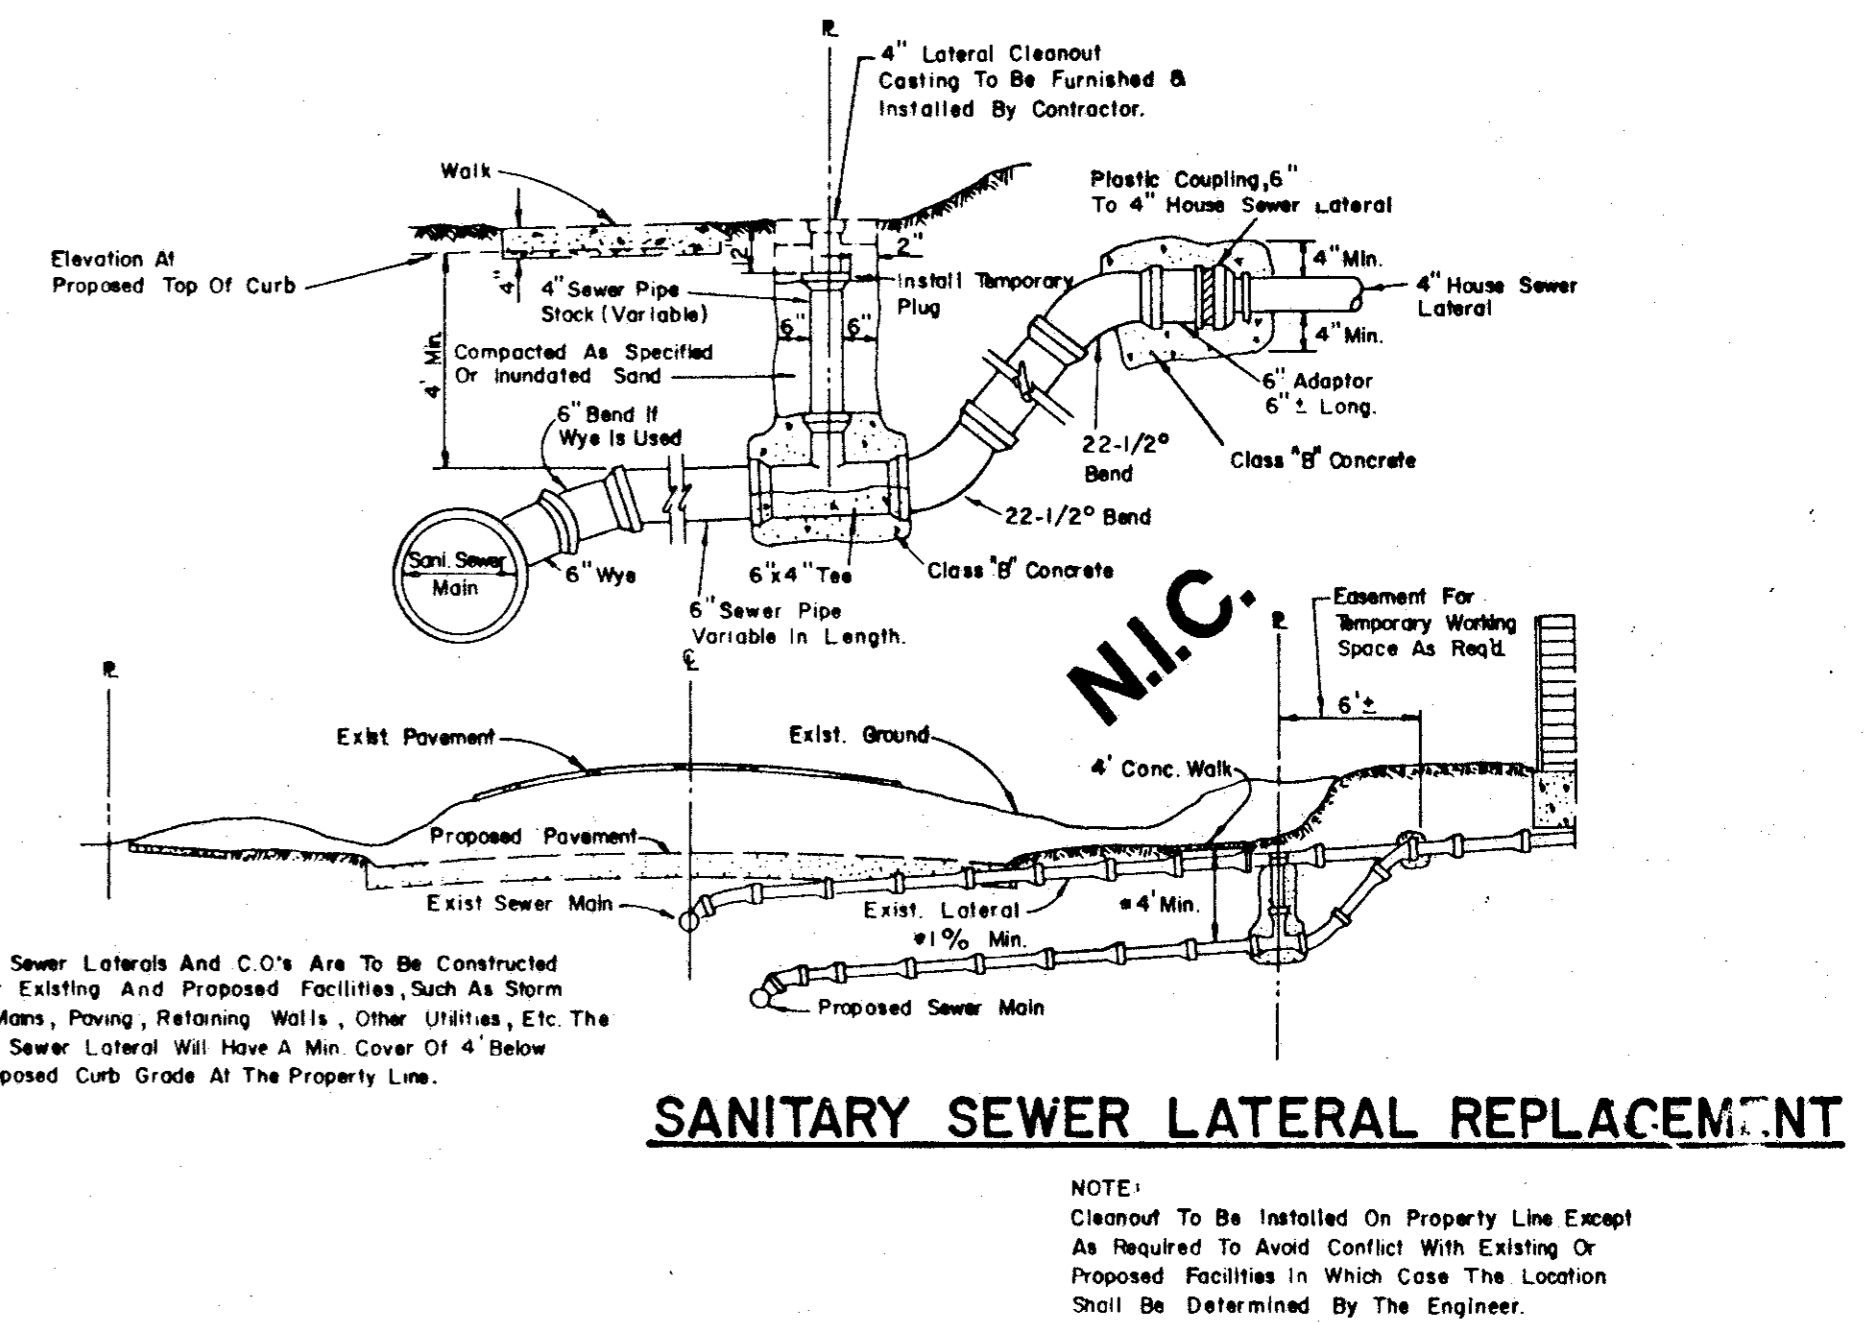 ℄
4" Lateral Cleanout
Casting To Be Furnished &
Installed By Contractor.
Walk
Plastic Coupling, 6"
To 4" House Sewer Lateral
Elevation At
Proposed Top Of Curb
4"
12"
2"
4" Min.
4" House Sewer
Lateral
4" Sewer Pipe
Stack (Variable)
Install Temporary
Plug
6"
6"
4" Min.
4' Min.
Compacted As Specified
Or Inundated Sand
6" Adaptor
6" ± Long.
6" Bend If
Wye Is Used
22-1/2°
Bend
Class "B" Concrete
22-1/2° Bend
Sani. Sewer
Main
6" Wye
6"x4" Tee
Class "B" Concrete
6" Sewer Pipe
Variable In Length.
N.I.C.
Easement For
Temporary Working
Space As Req'd.
6'±
Exist Pavement
Exist. Ground
4' Conc. Walk
Proposed Pavement
Exist Sewer Main
Exist. Lateral
*4' Min.
*1% Min.
Proposed Sewer Main
Sewer Laterals And C.O's Are To Be Constructed
Existing And Proposed Facilities, Such As Storm
Mains, Paving, Retaining Walls, Other Utilities, Etc. The
Sewer Lateral Will Have A Min. Cover Of 4' Below
posed Curb Grade At The Property Line.
SANITARY SEWER LATERAL REPLACEMENT
NOTE:
Cleanout To Be Installed On Property Line Except
As Required To Avoid Conflict With Existing Or
Proposed Facilities In Which Case The Location
Shall Be Determined By The Engineer.